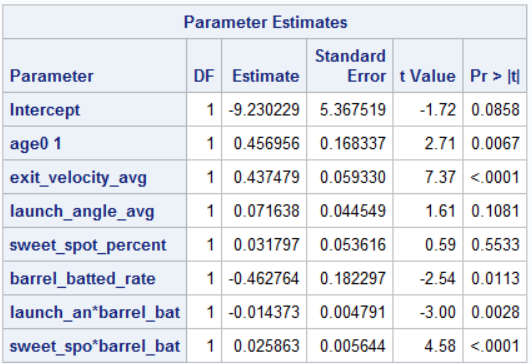 Parameter Estimates
Parameter DF Estimate Standard Error t Value Pr > |t|
Intercept 1 -9.230229 5.367519 -1.72 0.0858
age0 1 1 0.456956 0.168337 2.71 0.0067
exit_velocity_avg 1 0.437479 0.059330 7.37 <.0001
launch_angle_avg 1 0.071638 0.044549 1.61 0.1081
sweet_spot_percent 1 0.031797 0.053616 0.59 0.5533
barrel_batted_rate 1 -0.462764 0.182297 -2.54 0.0113
launch_an*barrel_bat 1 -0.014373 0.004791 -3.00 0.0028
sweet_spo*barrel_bat 1 0.025863 0.005644 4.58 <.0001